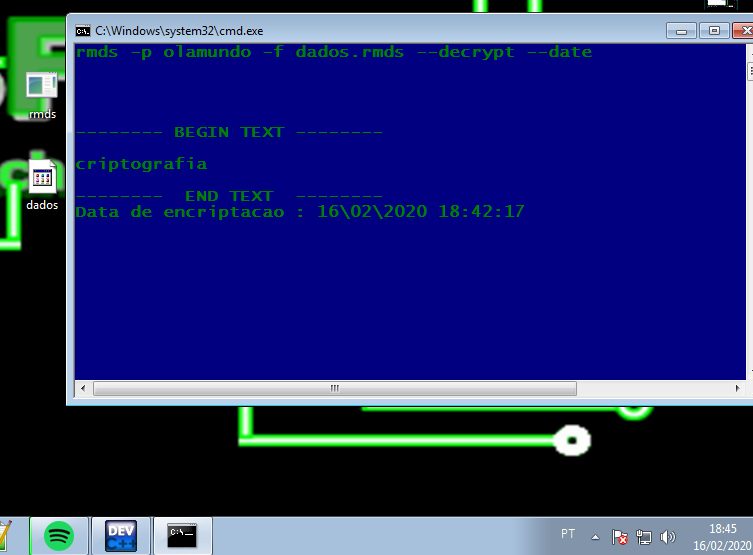 C:\Windows\system32\cmd.exe
rmds -p olamundo -f dados.rmds --decrypt --date
-------- BEGIN TEXT --------
criptografia
-------- END TEXT --------
Data de encriptacao : 16\02\2020 18:42:17
rmds
dados
DEV
C++
C:\.
PT
18:45
16/02/2020